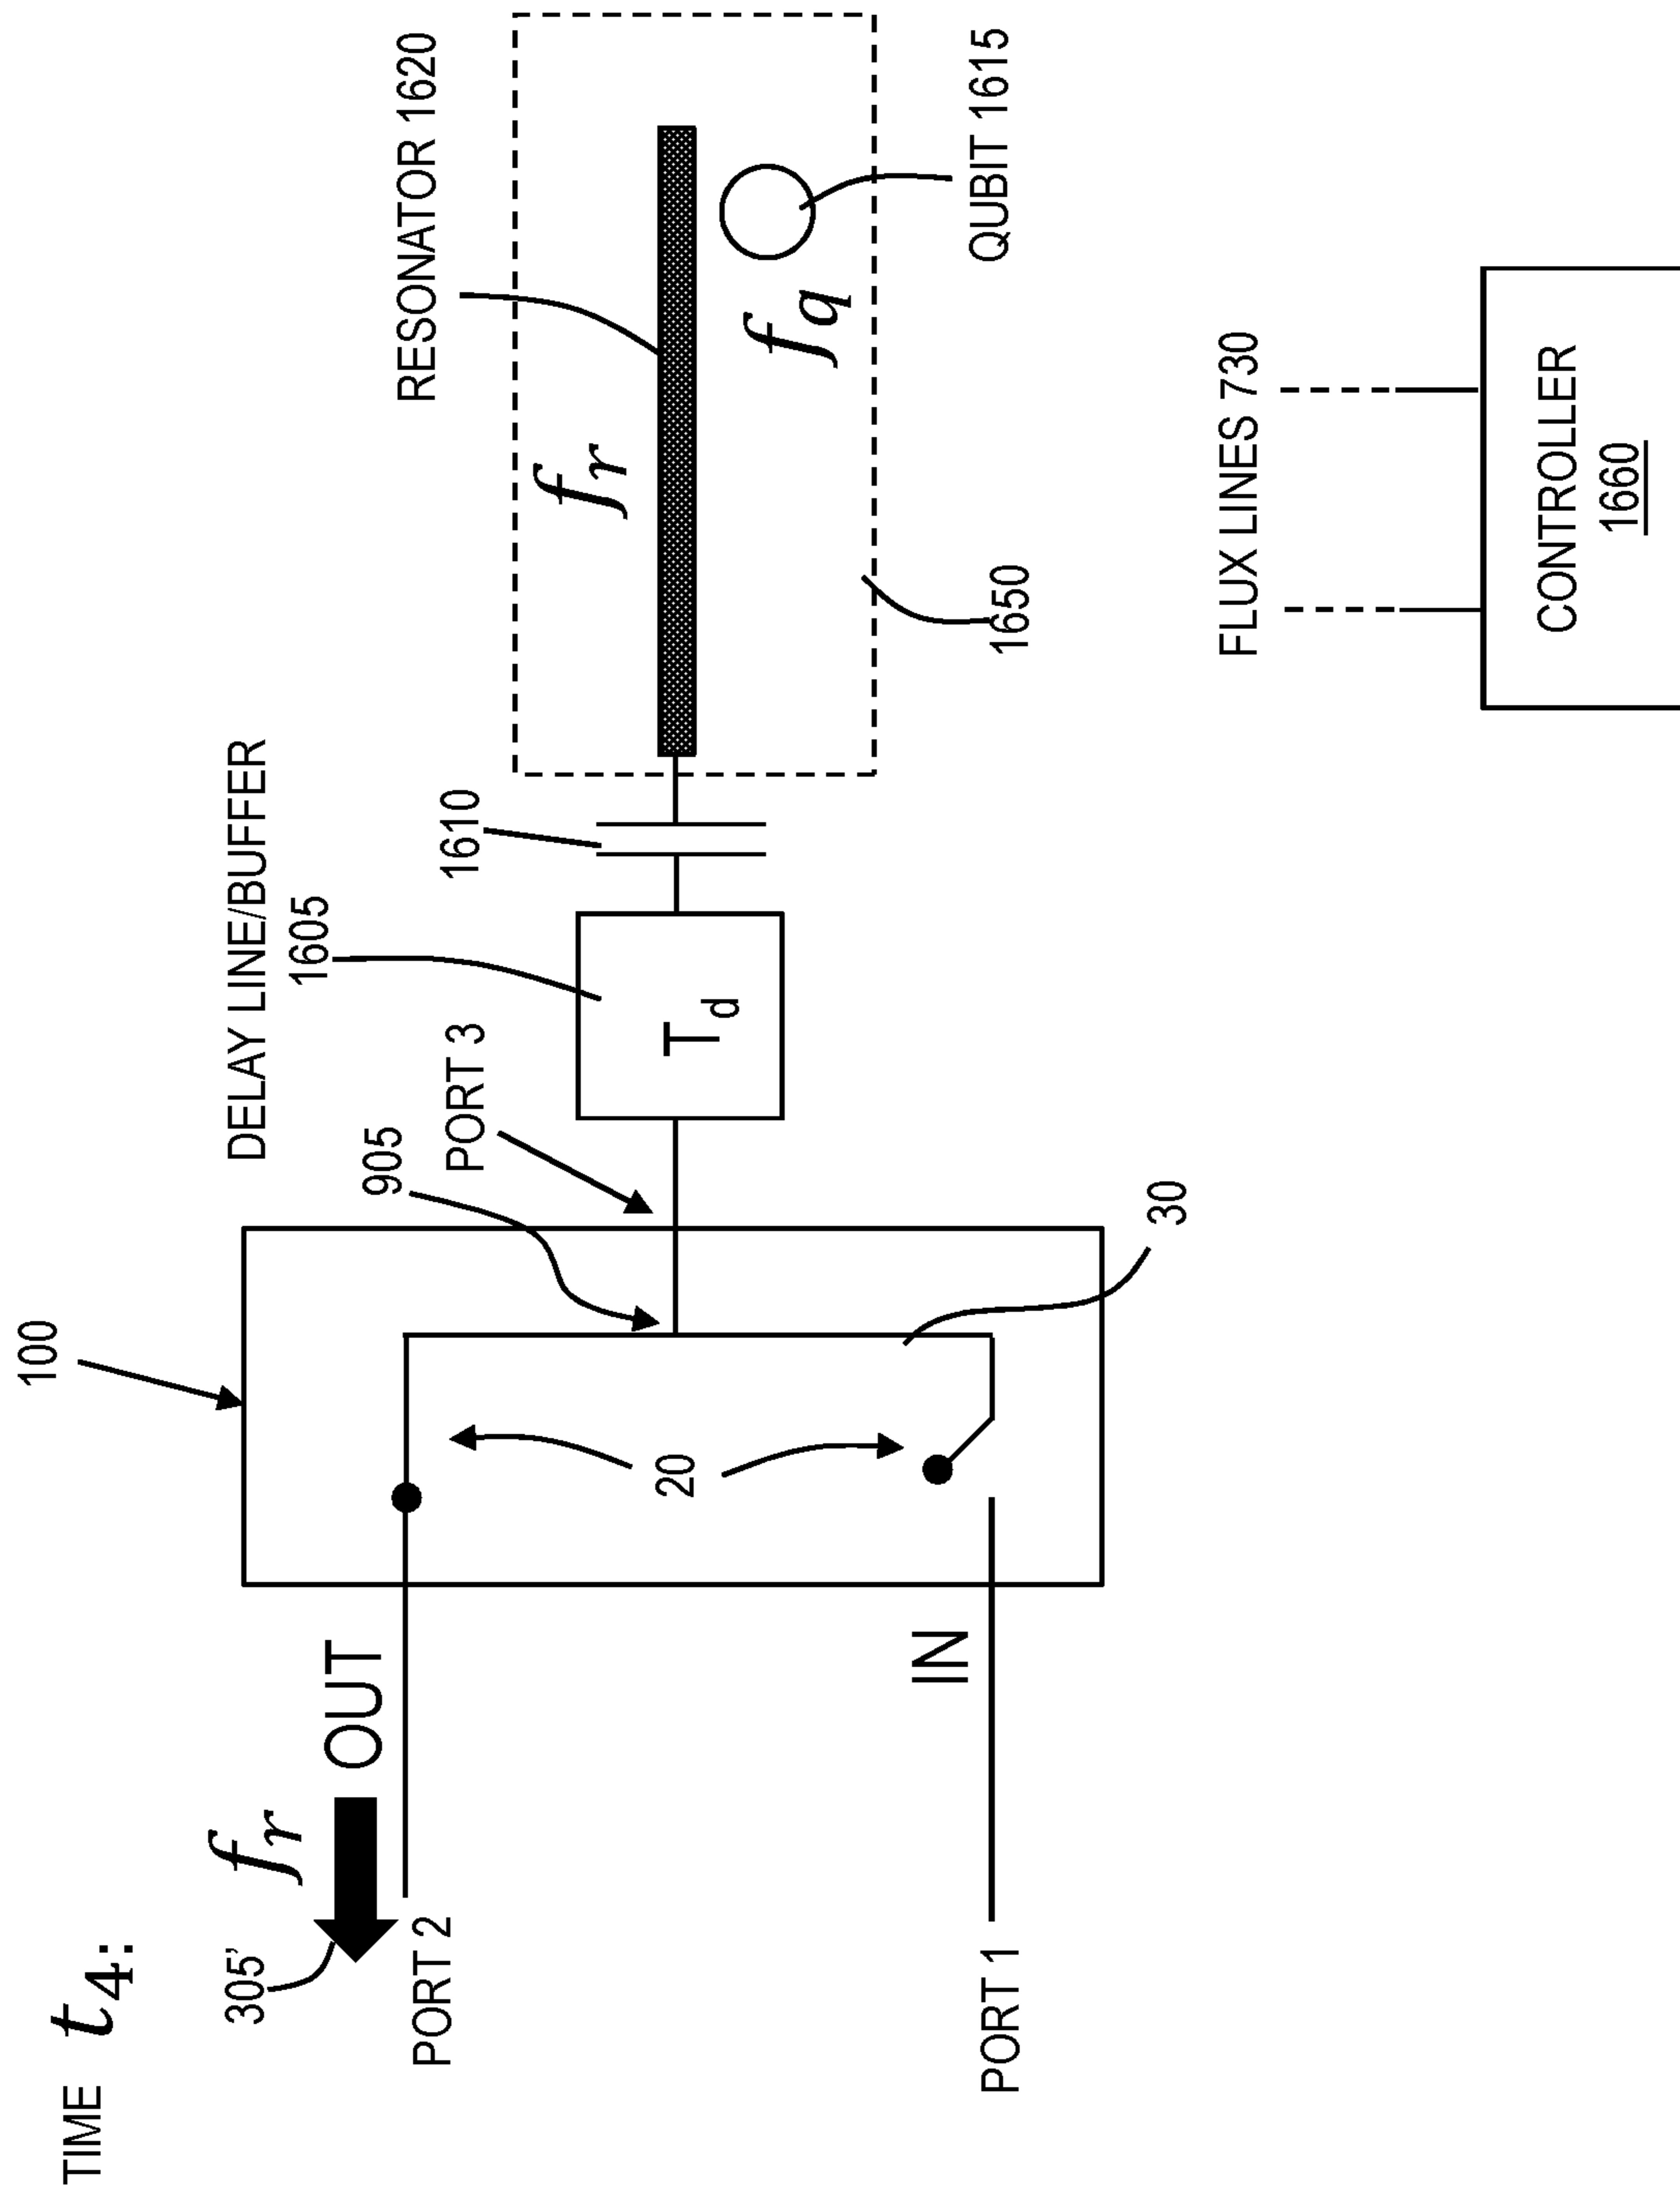 TIME t4:
100
305'
fr
OUT
PORT 2
IN
PORT 1
20
30
905
PORT 3
DELAY LINE/BUFFER
1605
Td
1610
RESONATOR 1620
fr
fq
QUBIT 1615
1650
FLUX LINES 730
CONTROLLER
1660